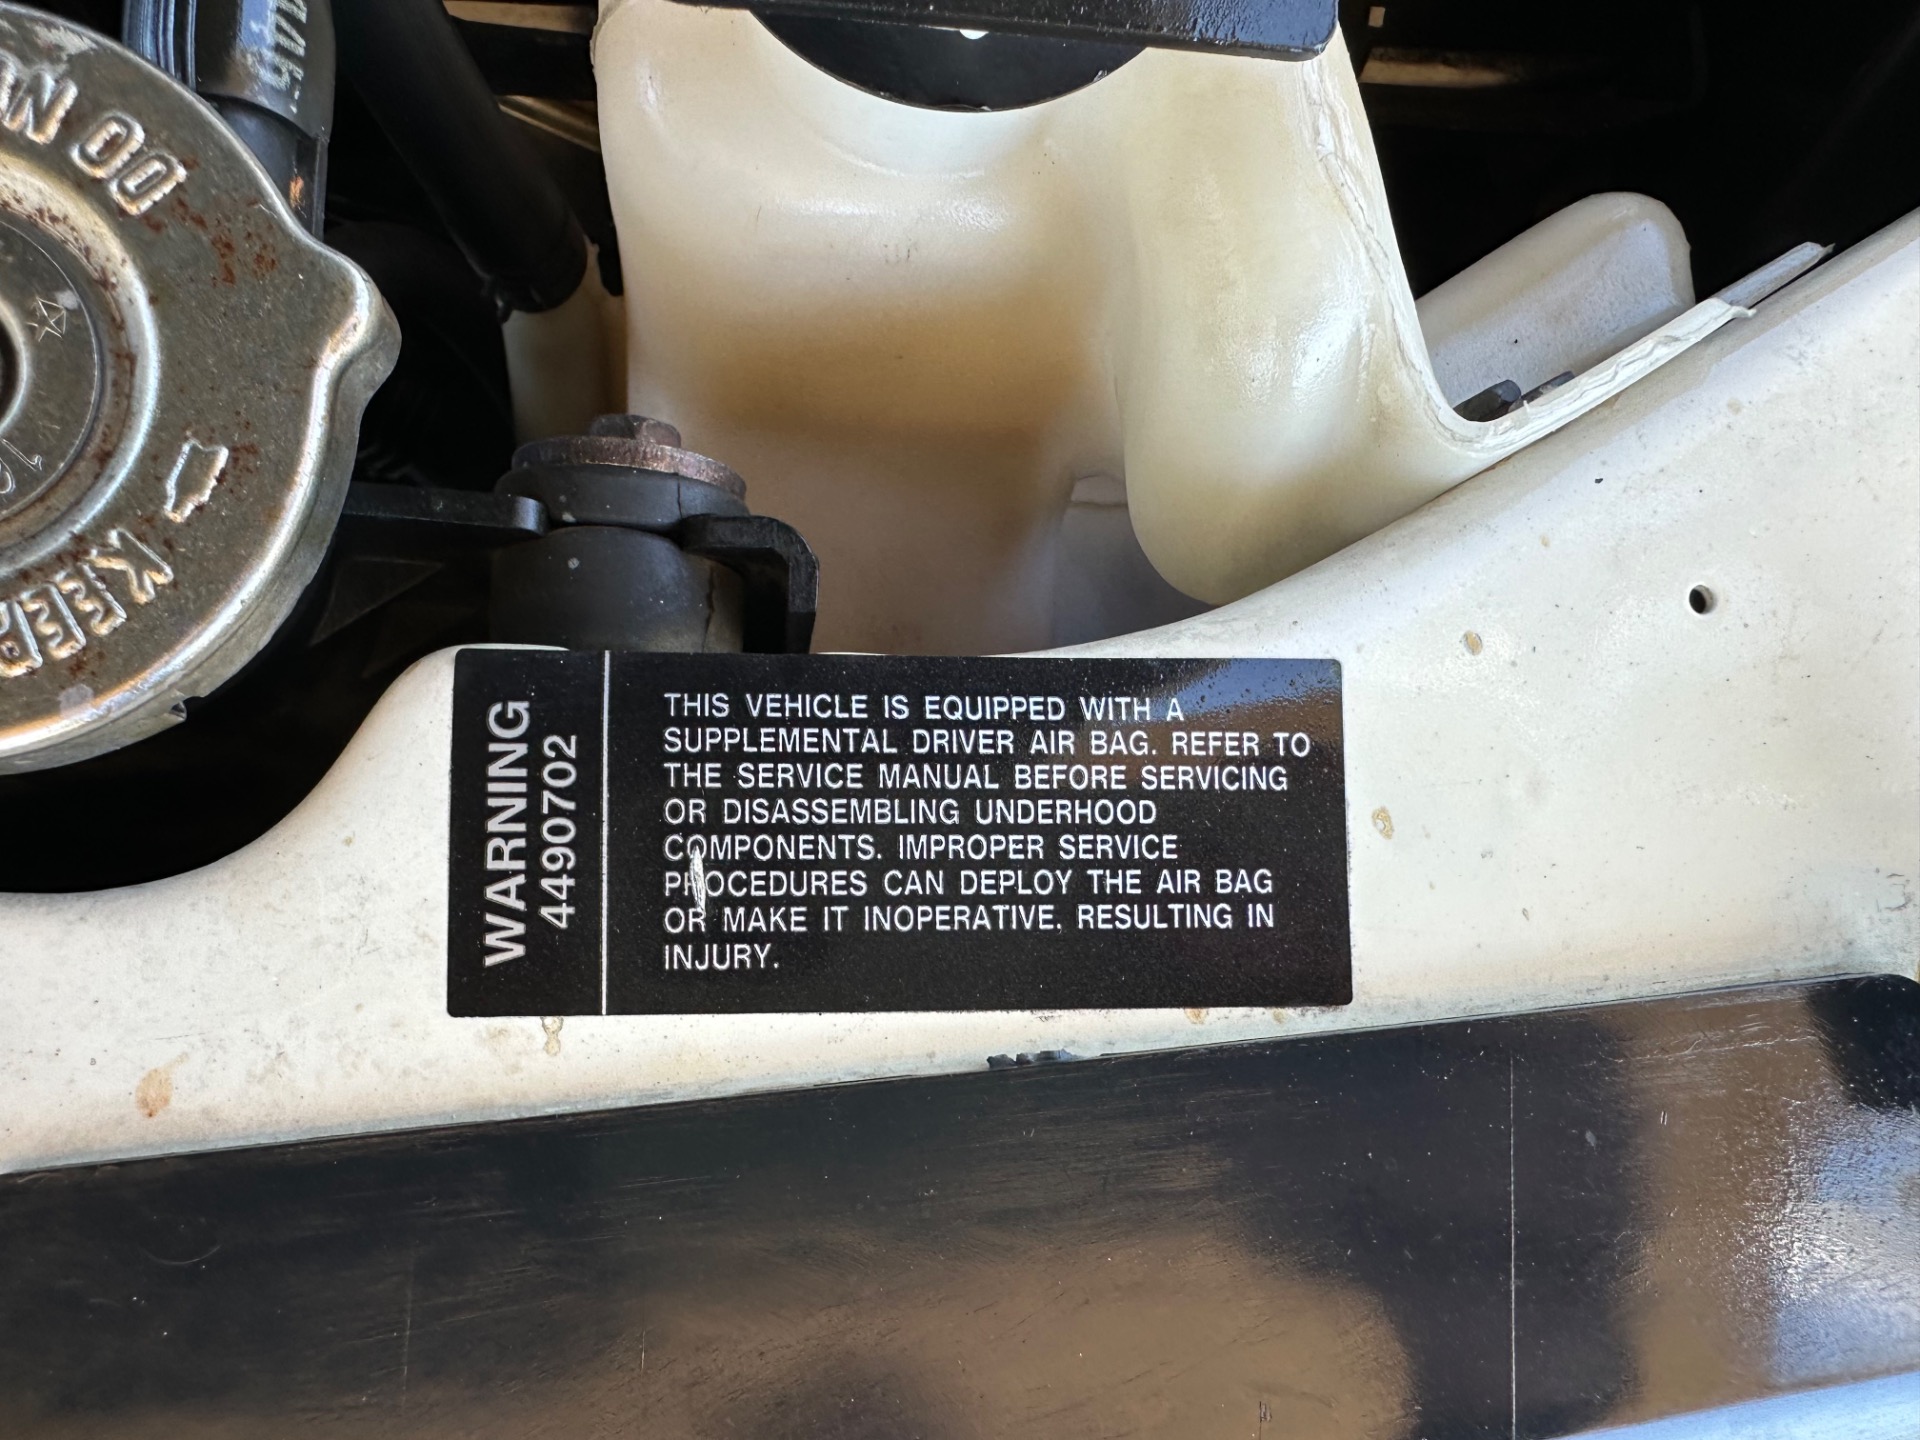 KEEP
WARNING
4490702
THIS VEHICLE IS EQUIPPED WITH A
SUPPLEMENTAL DRIVER AIR BAG. REFER TO
THE SERVICE MANUAL BEFORE SERVICING
OR DISASSEMBLING UNDERHOOD
COMPONENTS. IMPROPER SERVICE
PROCEDURES CAN DEPLOY THE AIR BAG
OR MAKE IT INOPERATIVE. RESULTING IN
INJURY.